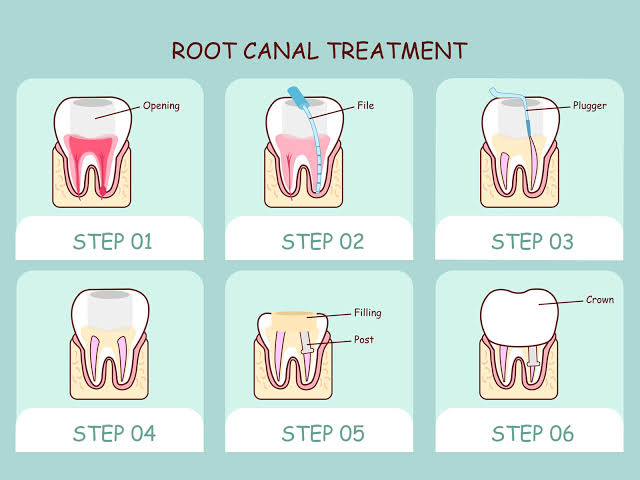 ROOT CANAL TREATMENT
Opening
STEP 01
File
STEP 02
Plugger
STEP 03
STEP 04
Filling
Post
STEP 05
Crown
STEP 06